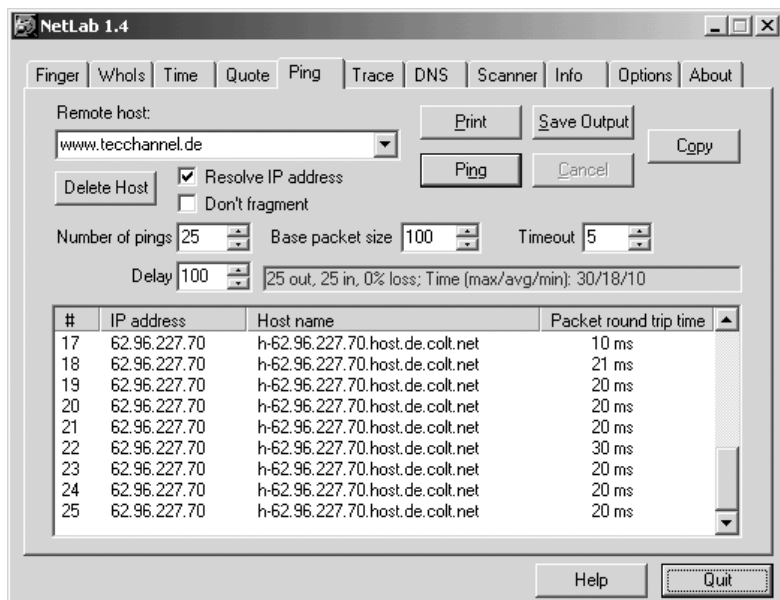 NetLab 1.4
Finger WhoIs Time Quote Ping Trace DNS Scanner Info Options About
Remote host:
www.tecchannel.de
Print Save Output
Copy
Ping Cancel
Delete Host
Resolve IP address
Don't fragment
Number of pings 25 Base packet size 100 Timeout 5
Delay 100 25 out, 25 in, 0% loss; Time (max/avg/min): 30/18/10
# IP address Host name Packet round trip time
17 62.96.227.70 h-62.96.227.70.host.de.colt.net 10 ms
18 62.96.227.70 h-62.96.227.70.host.de.colt.net 21 ms
19 62.96.227.70 h-62.96.227.70.host.de.colt.net 20 ms
20 62.96.227.70 h-62.96.227.70.host.de.colt.net 20 ms
21 62.96.227.70 h-62.96.227.70.host.de.colt.net 20 ms
22 62.96.227.70 h-62.96.227.70.host.de.colt.net 30 ms
23 62.96.227.70 h-62.96.227.70.host.de.colt.net 20 ms
24 62.96.227.70 h-62.96.227.70.host.de.colt.net 20 ms
25 62.96.227.70 h-62.96.227.70.host.de.colt.net 20 ms
Help Quit